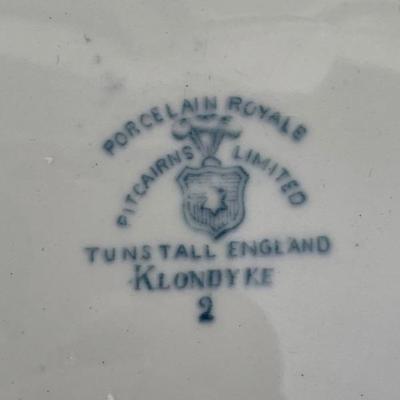 PORCELAIN ROYALE
PITCAIRNS LIMITED
TUNSTALL ENGLAND
KLONDYKE
2